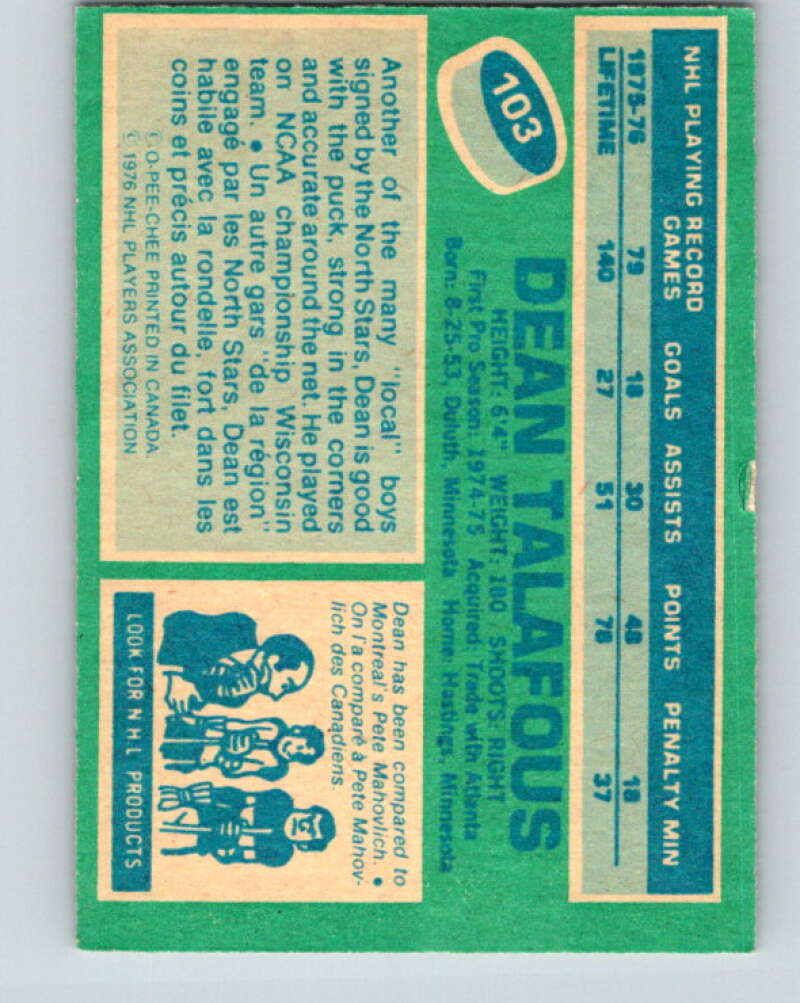 NHL PLAYING RECORD
GAMES GOALS ASSISTS POINTS PENALTY MIN
1975-76 79 18 30 48 18
LIFETIME 140 27 51 78 37
103
DEAN TALAFOUS
HEIGHT: 6'4" WEIGHT: 180 SHOOTS: RIGHT
First Pro Season: 1974-75 Acquired: Trade with Atlanta
Born: 8-25-53, Duluth, Minnesota Home: Hastings, Minnesota
Another of the many "local" boys
signed by the North Stars, Dean is good
with the puck, strong in the corners
and accurate around the net. He played
on NCAA championship Wisconsin
team. • Un autre gars "de la région"
engagé par les North Stars, Dean est
habile avec la rondelle, fort dans les
coins et précis autour du filet.
© O-PEE-CHEE PRINTED IN CANADA.
© 1976 NHL PLAYERS ASSOCIATION
Dean has been compared to
Montreal's Pete Mahovlich. •
On l'a comparé à Pete Mahov-
lich des Canadiens.
LOOK FOR NHL PRODUCTS